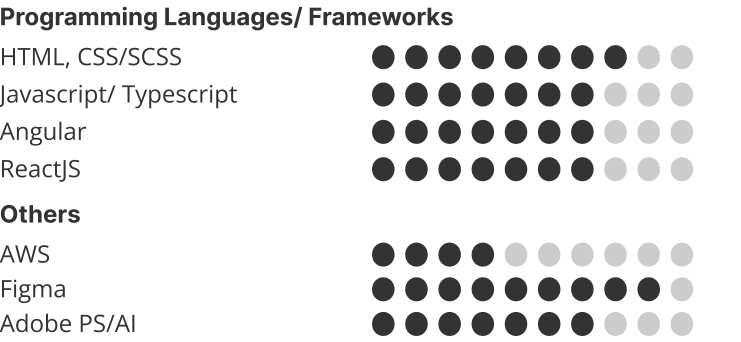 Programming Languages/ Frameworks
HTML, CSS/SCSS
Javascript/ Typescript
Angular
ReactJS
Others
AWS
Figma
Adobe PS/AI